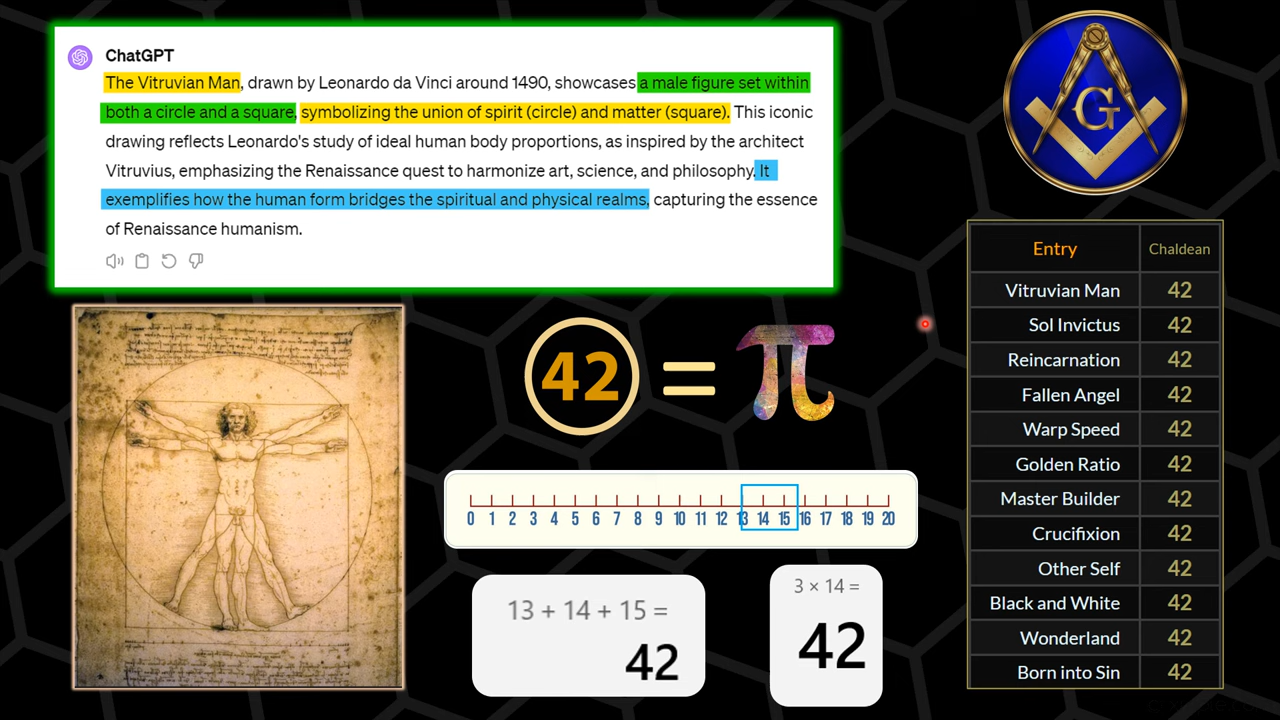 ChatGPT
The Vitruvian Man, drawn by Leonardo da Vinci around 1490, showcases a male figure set within
both a circle and a square, symbolizing the union of spirit (circle) and matter (square). This iconic
drawing reflects Leonardo's study of ideal human body proportions, as inspired by the architect
Vitruvius, emphasizing the Renaissance quest to harmonize art, science, and philosophy. It
exemplifies how the human form bridges the spiritual and physical realms, capturing the essence
of Renaissance humanism.
G
42 = π
0 1 2 3 4 5 6 7 8 9 10 11 12 13 14 15 16 17 18 19 20
13 + 14 + 15 =
42
3 × 14 =
42
Entry Chaldean
Vitruvian Man 42
Sol Invictus 42
Reincarnation 42
Fallen Angel 42
Warp Speed 42
Golden Ratio 42
Master Builder 42
Crucifixion 42
Other Self 42
Black and White 42
Wonderland 42
Born into Sin 42